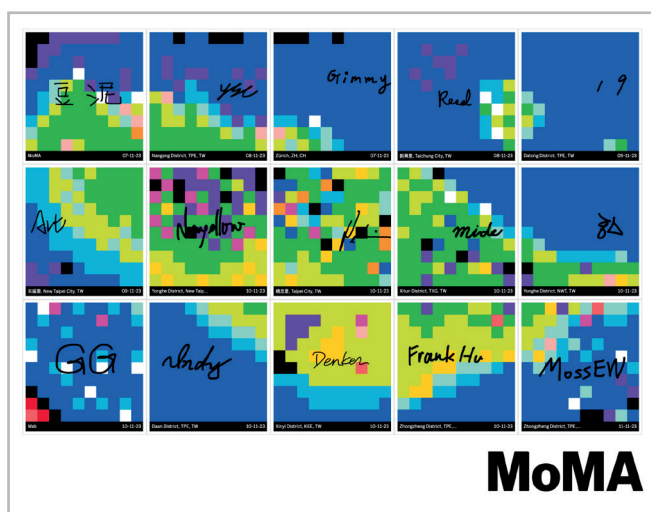 豆 泥
MoMA 07-11-23
YSC
Nangang District, TPE, TW 08-11-23
Gimmy
Zürich, ZH, CH 07-11-23
Read
Taichung City, TW 08-11-23
19
Datong District, TPE, TW 09-11-23
Art
New Taipei City, TW 09-11-23
Nayellow
Yonghe District, New Taip... 10-11-23
Taipei City, TW 10-11-23
Xitun District, TXG, TW 10-11-23
弘
Yonghe District, NWT, TW 10-11-23
GG
Web 10-11-23
Andy
Daan District, TPE, TW 10-11-23
Denken
Xinyi District, KEE, TW 10-11-23
Frank Hu
Zhongzheng District, TPE,... 10-11-23
MossEW
Zhongzheng District, TPE,... 11-11-23
MoMA